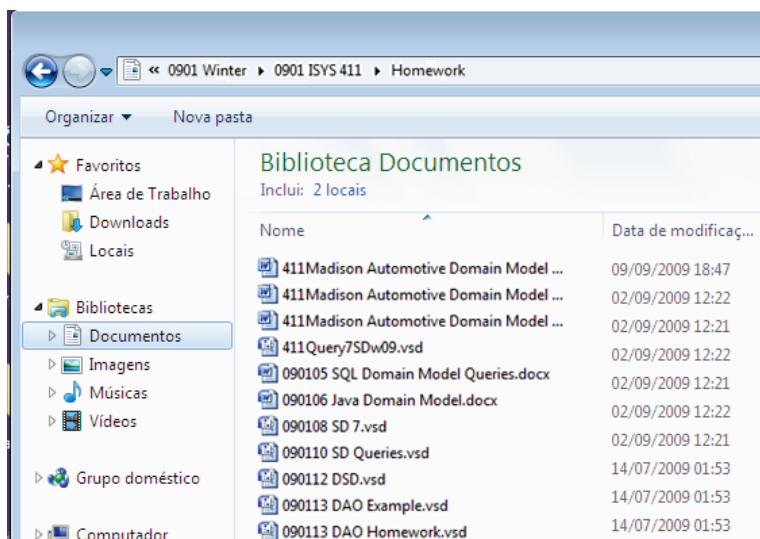 « 0901 Winter ▸ 0901 ISYS 411 ▸ Homework
Organizar Nova pasta
Favoritos
Área de Trabalho
Downloads
Locais
Bibliotecas
Documentos
Imagens
Músicas
Vídeos
Grupo doméstico
Computador
Biblioteca Documentos
Inclui: 2 locais
Nome Data de modificaç...
411Madison Automotive Domain Model ... 09/09/2009 18:47
411Madison Automotive Domain Model ... 02/09/2009 12:22
411Madison Automotive Domain Model ... 02/09/2009 12:21
411Query7SDw09.vsd 02/09/2009 12:22
090105 SQL Domain Model Queries.docx 02/09/2009 12:21
090106 Java Domain Model.docx 02/09/2009 12:22
090108 SD 7.vsd 02/09/2009 12:21
090110 SD Queries.vsd 14/07/2009 01:53
090112 DSD.vsd 14/07/2009 01:53
090113 DAO Example.vsd 14/07/2009 01:53
090113 DAO Homework.vsd